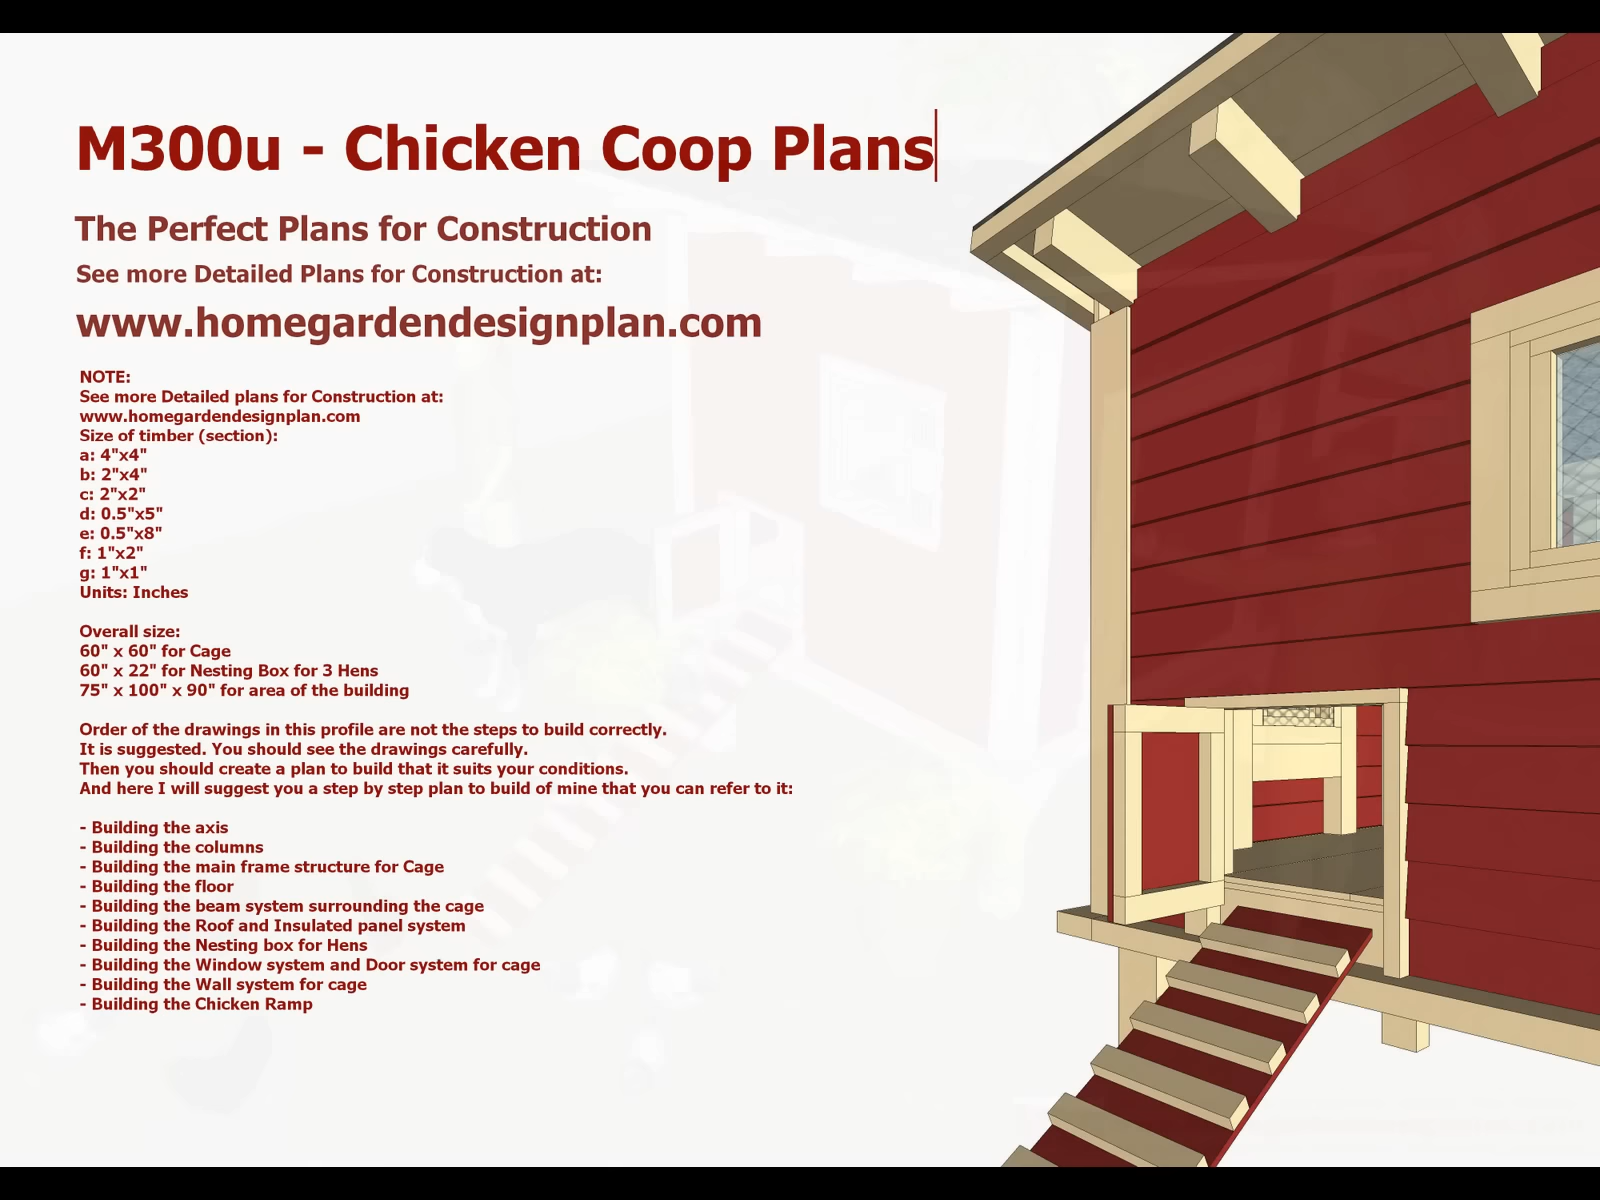 M300u - Chicken Coop Plans
The Perfect Plans for Construction
See more Detailed Plans for Construction at:
www.homegardendesignplan.com
NOTE:
See more Detailed plans for Construction at:
www.homegardendesignplan.com
Size of timber (section):
a: 4"x4"
b: 2"x4"
c: 2"x2"
d: 0.5"x5"
e: 0.5"x8"
f: 1"x2"
g: 1"x1"
Units: Inches
Overall size:
60" x 60" for Cage
60" x 22" for Nesting Box for 3 Hens
75" x 100" x 90" for area of the building
Order of the drawings in this profile are not the steps to build correctly.
It is suggested. You should see the drawings carefully.
Then you should create a plan to build that it suits your conditions.
And here I will suggest you a step by step plan to build of mine that you can refer to it:
- Building the axis
- Building the columns
- Building the main frame structure for Cage
- Building the floor
- Building the beam system surrounding the cage
- Building the Roof and Insulated panel system
- Building the Nesting box for Hens
- Building the Window system and Door system for cage
- Building the Wall system for cage
- Building the Chicken Ramp